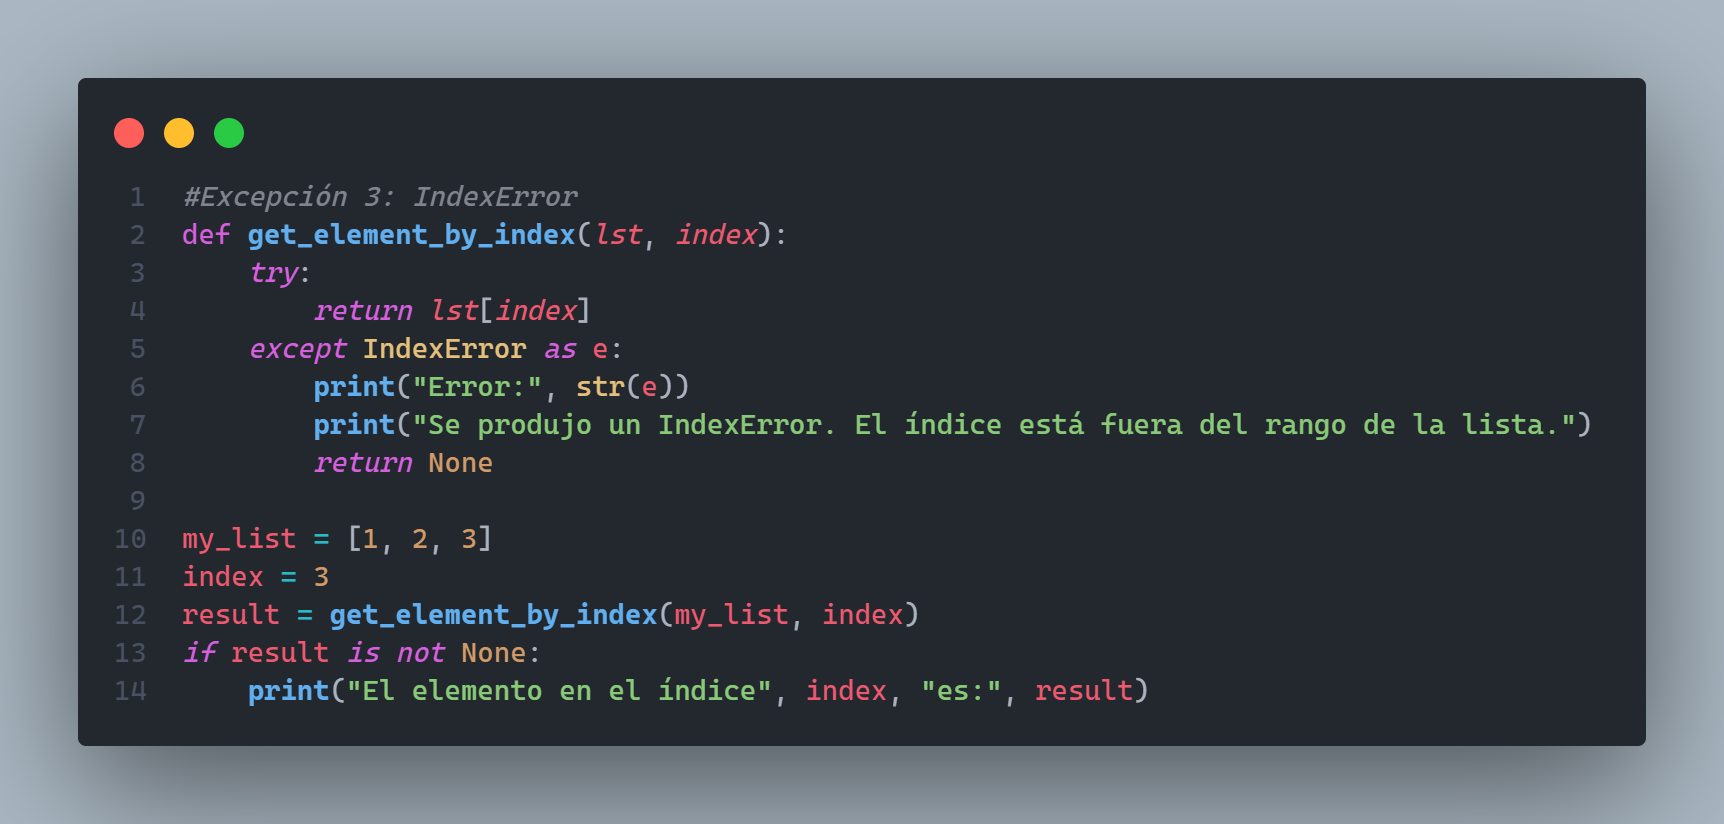 1 #Excepción 3: IndexError
2 def get_element_by_index(lst, index):
3     try:
4         return lst[index]
5     except IndexError as e:
6         print("Error:", str(e))
7         print("Se produjo un IndexError. El índice está fuera del rango de la lista.")
8         return None
9
10 my_list = [1, 2, 3]
11 index = 3
12 result = get_element_by_index(my_list, index)
13 if result is not None:
14     print("El elemento en el índice", index, "es:", result)